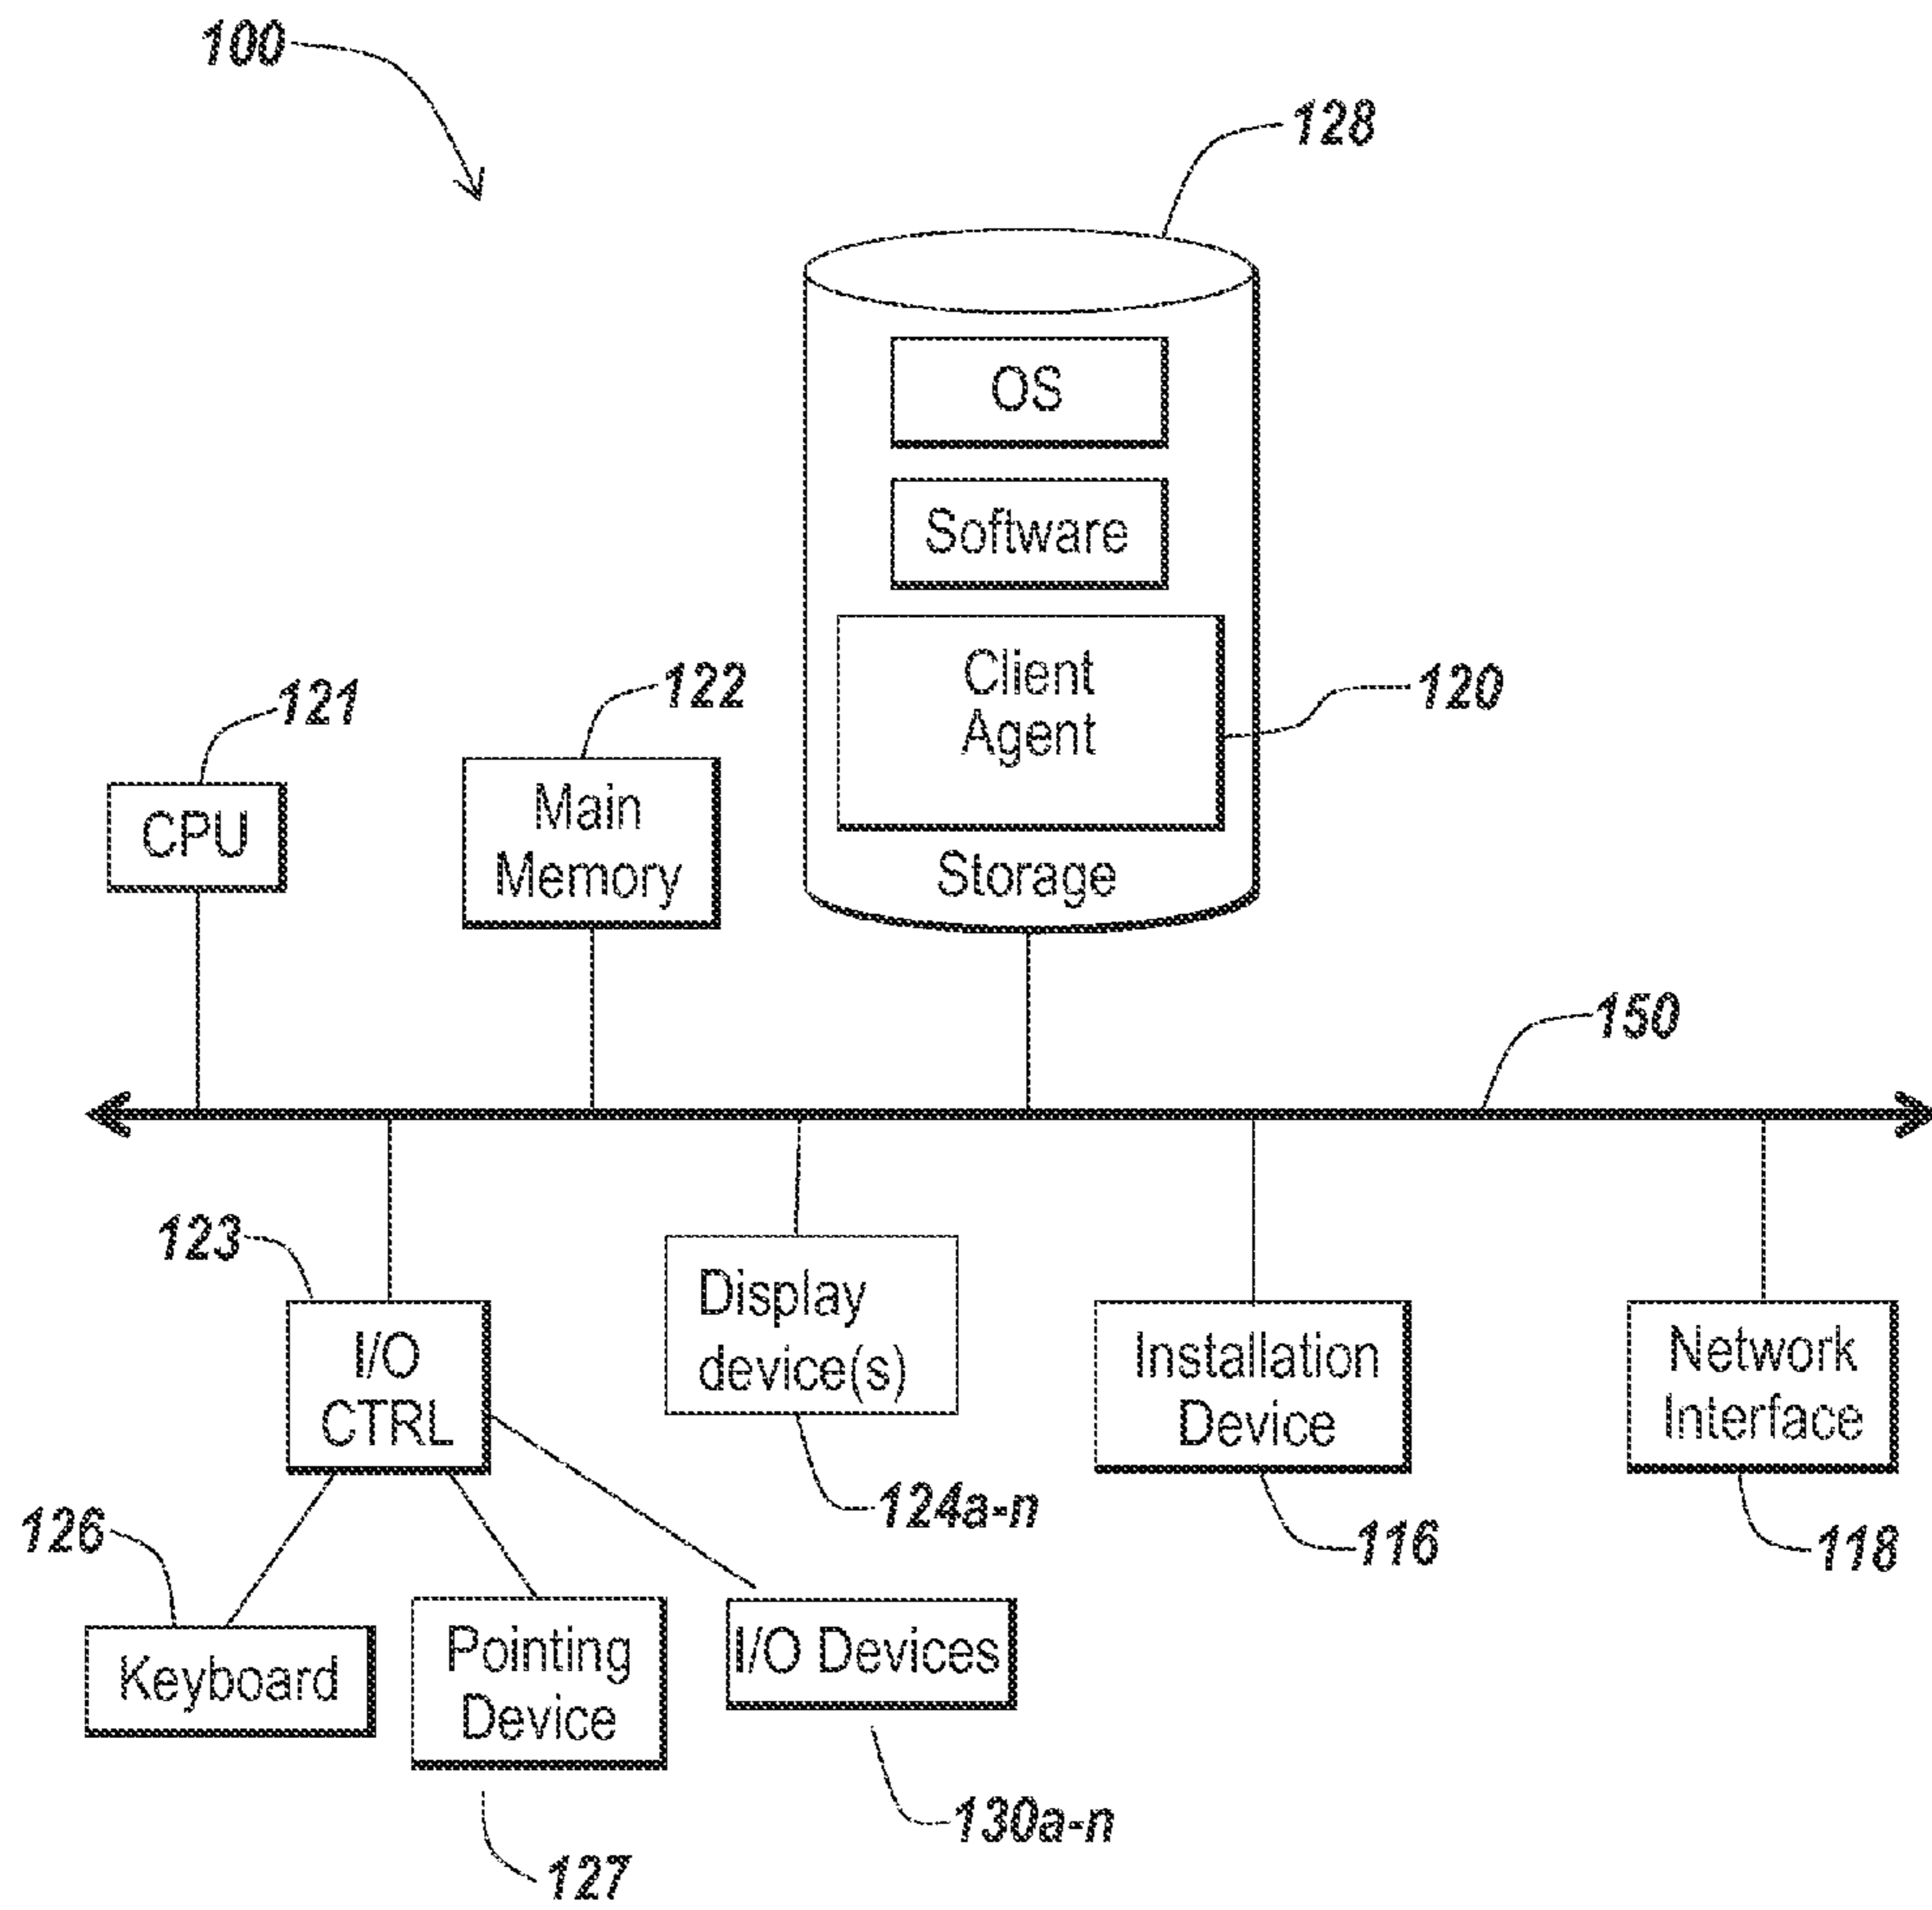 100
128
OS
Software
Client
Agent
120
Storage
121
CPU
122
Main
Memory
150
123
I/O
CTRL
Display
device(s)
124a-n
Installation
Device
116
Network
Interface
118
126
Keyboard
Pointing
Device
127
I/O Devices
130a-n